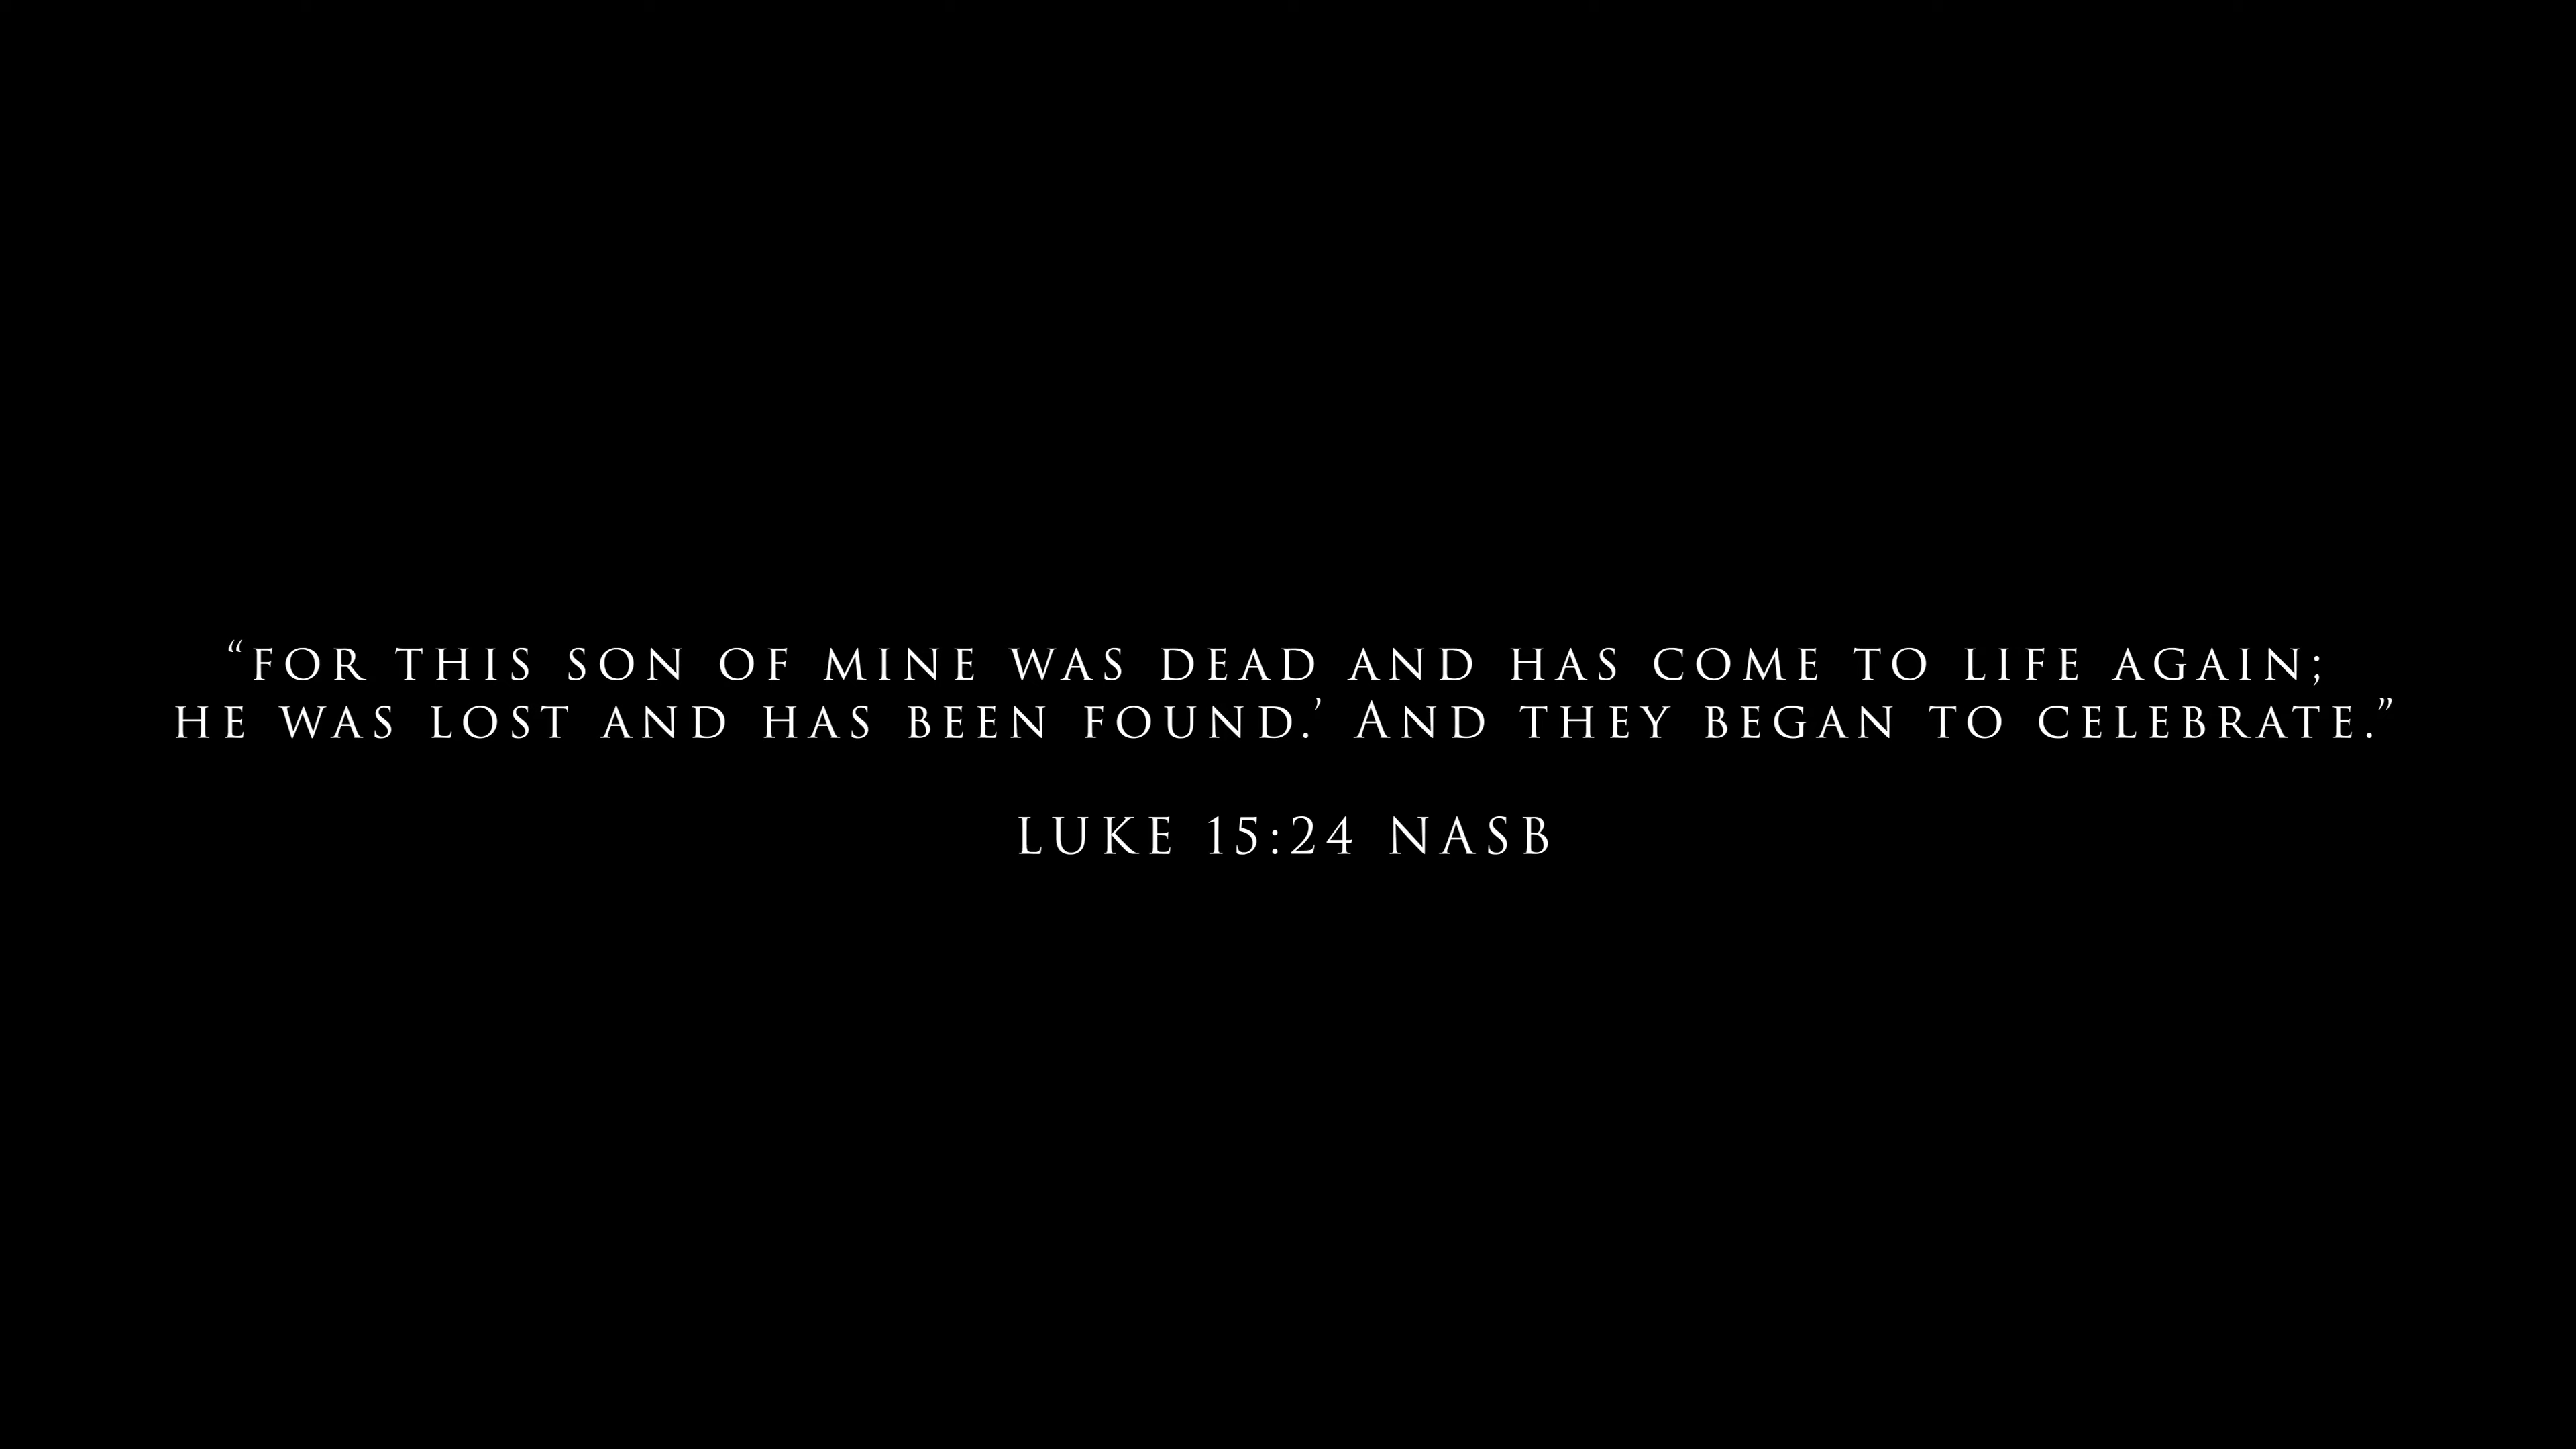 “FOR THIS SON OF MINE WAS DEAD AND HAS COME TO LIFE AGAIN;
HE WAS LOST AND HAS BEEN FOUND.’ AND THEY BEGAN TO CELEBRATE.”
LUKE 15:24 NASB